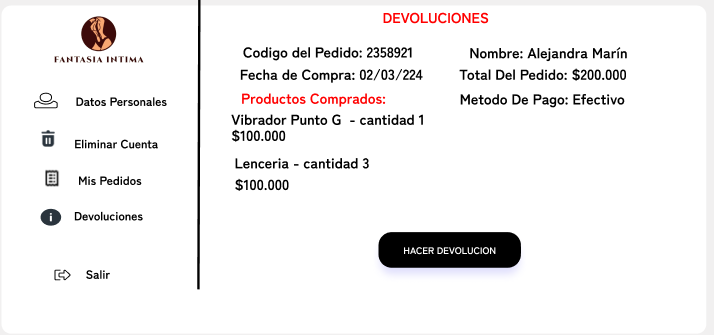 FANTASIA INTIMA
Datos Personales
Eliminar Cuenta
Mis Pedidos
Devoluciones
Salir
DEVOLUCIONES
Codigo del Pedido: 2358921
Nombre: Alejandra Marín
Fecha de Compra: 02/03/224
Total Del Pedido: $200.000
Productos Comprados:
Metodo De Pago: Efectivo
Vibrador Punto G - cantidad 1
$100.000
Lenceria - cantidad 3
$100.000
HACER DEVOLUCION